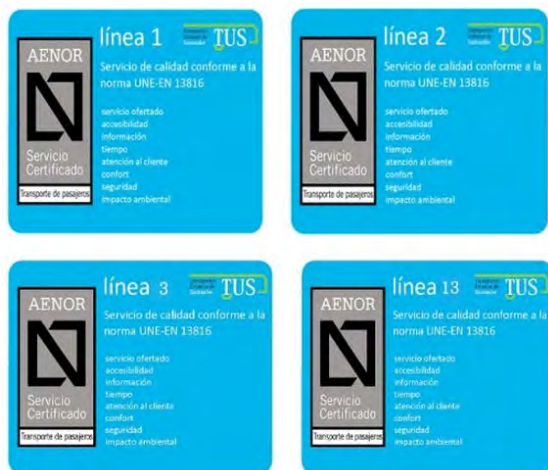 línea 1
TUS
AENOR
Servicio de calidad conforme a la
norma UNE-EN 13816
servicio ofertado
accesibilidad
información
tiempo
atención al cliente
confort
seguridad
impacto ambiental
Servicio
Certificado
Transporte de pasajeros
línea 2
TUS
AENOR
Servicio de calidad conforme a la
norma UNE-EN 13816
servicio ofertado
accesibilidad
información
tiempo
atención al cliente
confort
seguridad
impacto ambiental
Servicio
Certificado
Transporte de pasajeros
línea 3
TUS
AENOR
Servicio de calidad conforme a la
norma UNE-EN 13816
servicio ofertado
accesibilidad
información
tiempo
atención al cliente
confort
seguridad
impacto ambiental
Servicio
Certificado
Transporte de pasajeros
línea 13
TUS
AENOR
Servicio de calidad conforme a la
norma UNE-EN 13816
servicio ofertado
accesibilidad
información
tiempo
atención al cliente
confort
seguridad
impacto ambiental
Servicio
Certificado
Transporte de pasajeros